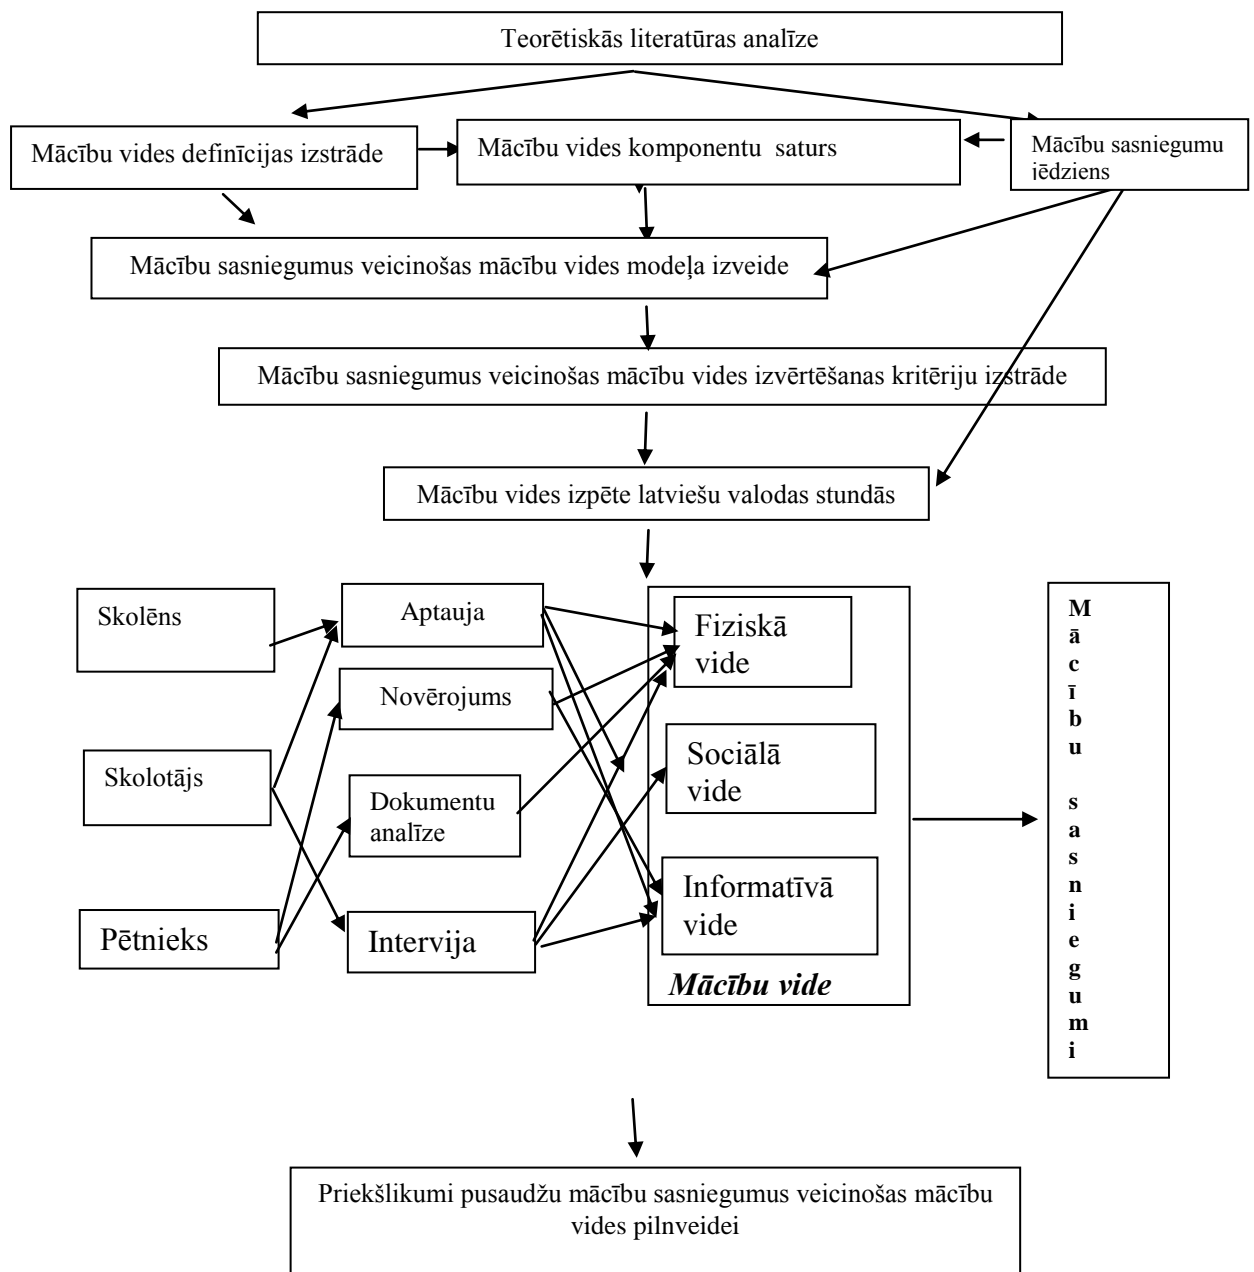 Teorētiskās literatūras analīze
Mācību vides definīcijas izstrāde
Mācību vides komponentu saturs
Mācību sasniegumu
jēdziens
Mācību sasniegumus veicinošas mācību vides modeļa izveide
Mācību sasniegumus veicinošas mācību vides izvērtēšanas kritēriju izstrāde
Mācību vides izpēte latviešu valodas stundās
Skolēns
Skolotājs
Pētnieks
Aptauja
Novērojums
Dokumentu
analīze
Intervija
Fiziskā
vide
Sociālā
vide
Informatīvā
vide
Mācību vide
M
ā
c
ī
b
u
s
a
s
n
i
e
g
u
m
i
Priekšlikumi pusaudžu mācību sasniegumus veicinošas mācību
vides pilnveidei